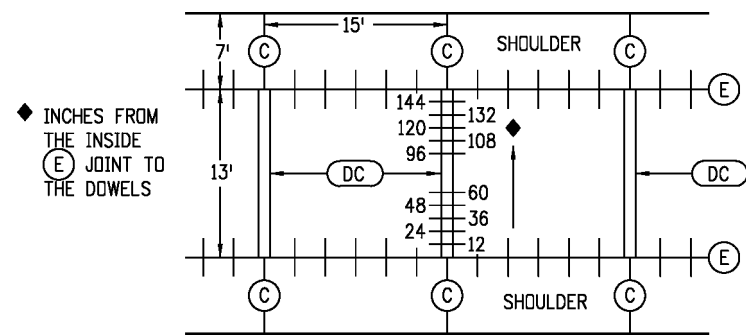 15'
7'
C
C
SHOULDER
C
E
◆ INCHES FROM
THE INSIDE
E JOINT TO
THE DOWELS
13'
144
132
120
108
96
DC
DC
60
48
36
24
12
E
C
C
SHOULDER
C